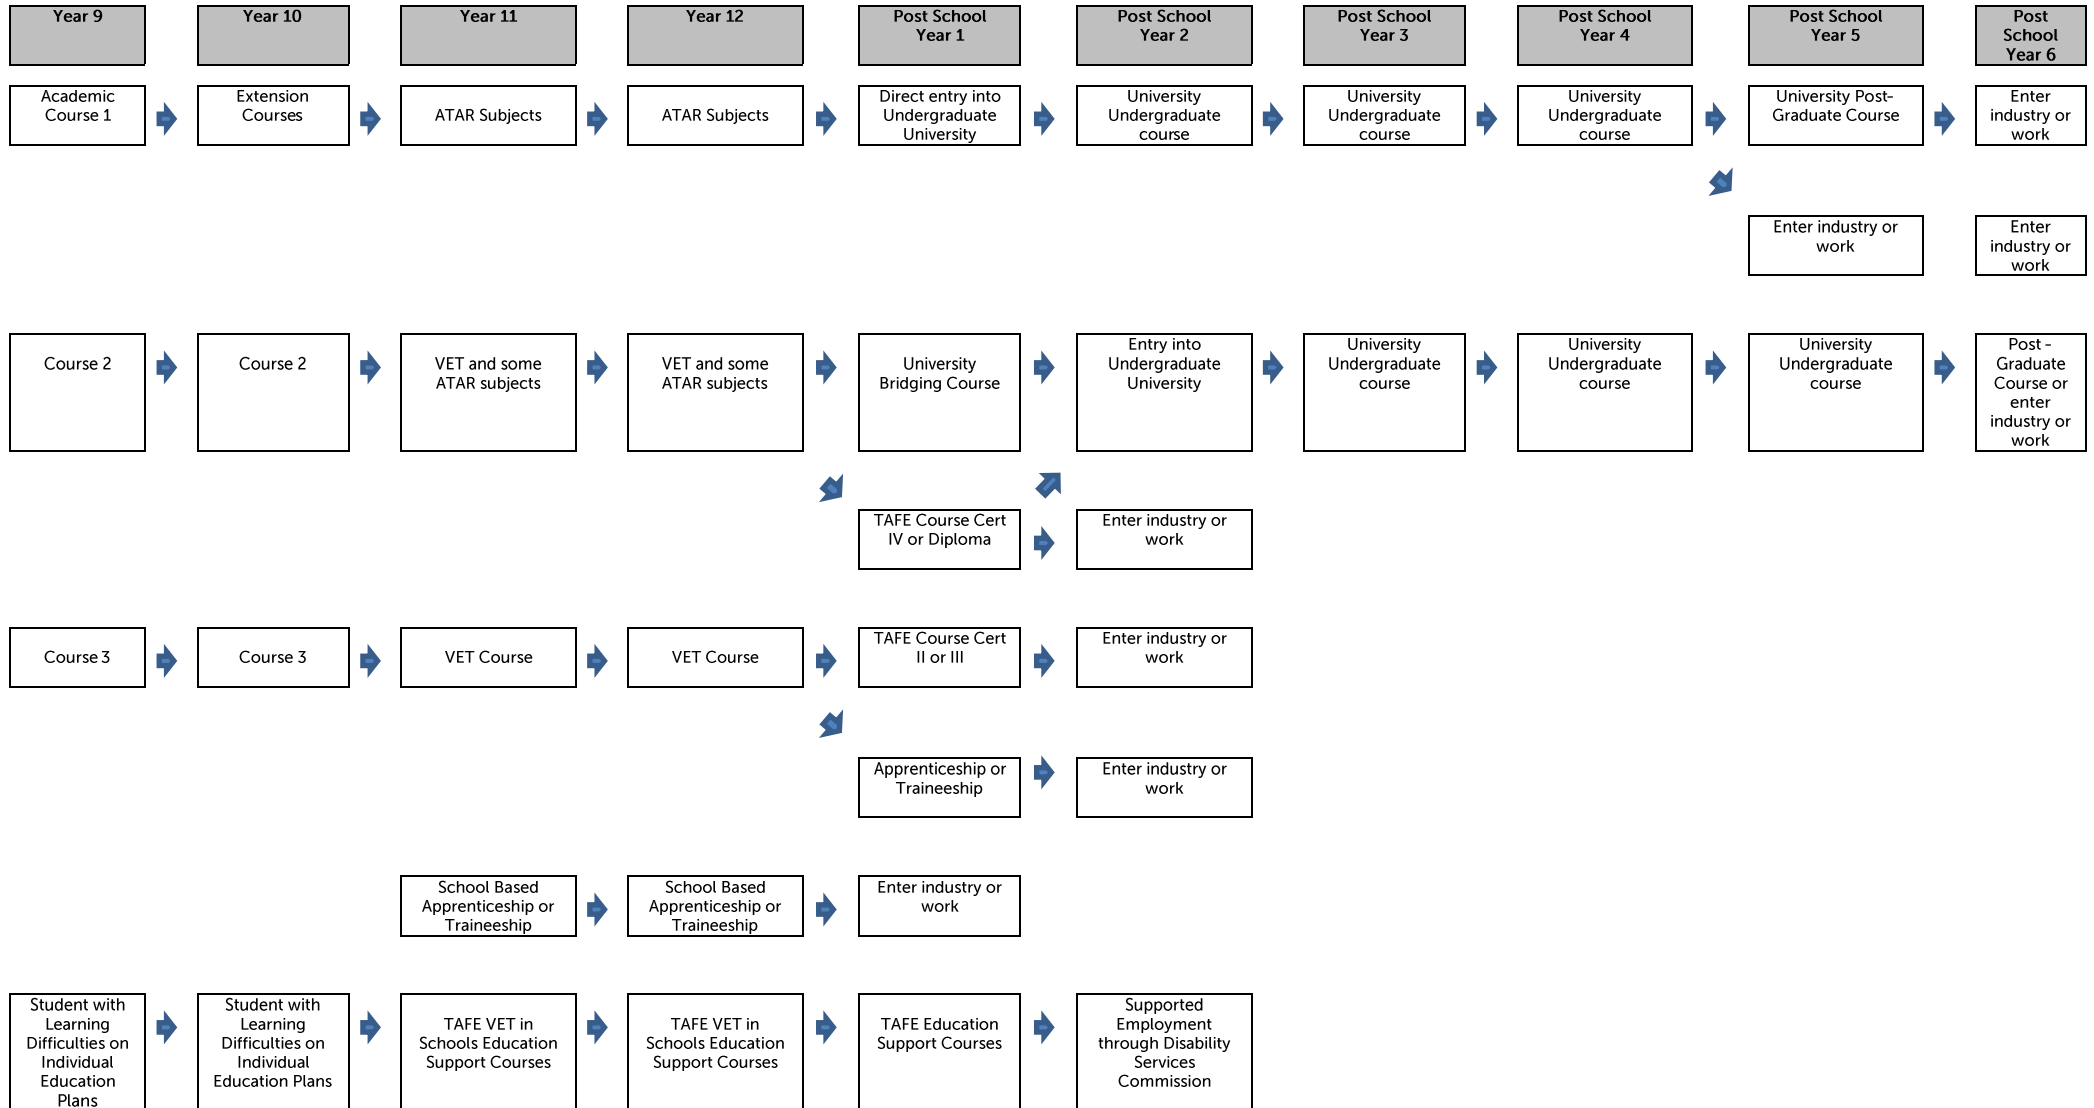 Year 9
Year 10
Year 11
Year 12
Post School
Year 1
Post School
Year 2
Post School
Year 3
Post School
Year 4
Post School
Year 5
Post
School
Year 6
Academic
Course 1
Extension
Courses
ATAR Subjects
ATAR Subjects
Direct entry into
Undergraduate
University
University
Undergraduate
course
University
Undergraduate
course
University
Undergraduate
course
University Post-
Graduate Course
Enter
industry or
work
Enter industry or
work
Enter
industry or
work
Course 2
Course 2
VET and some
ATAR subjects
VET and some
ATAR subjects
University
Bridging Course
Entry into
Undergraduate
University
University
Undergraduate
course
University
Undergraduate
course
University
Undergraduate
course
Post -
Graduate
Course or
enter
industry or
work
TAFE Course Cert
IV or Diploma
Enter industry or
work
Course 3
Course 3
VET Course
VET Course
TAFE Course Cert
II or III
Enter industry or
work
Apprenticeship or
Traineeship
Enter industry or
work
School Based
Apprenticeship or
Traineeship
School Based
Apprenticeship or
Traineeship
Enter industry or
work
Student with
Learning
Difficulties on
Individual
Education
Plans
Student with
Learning
Difficulties on
Individual
Education Plans
TAFE VET in
Schools Education
Support Courses
TAFE VET in
Schools Education
Support Courses
TAFE Education
Support Courses
Supported
Employment
through Disability
Services
Commission